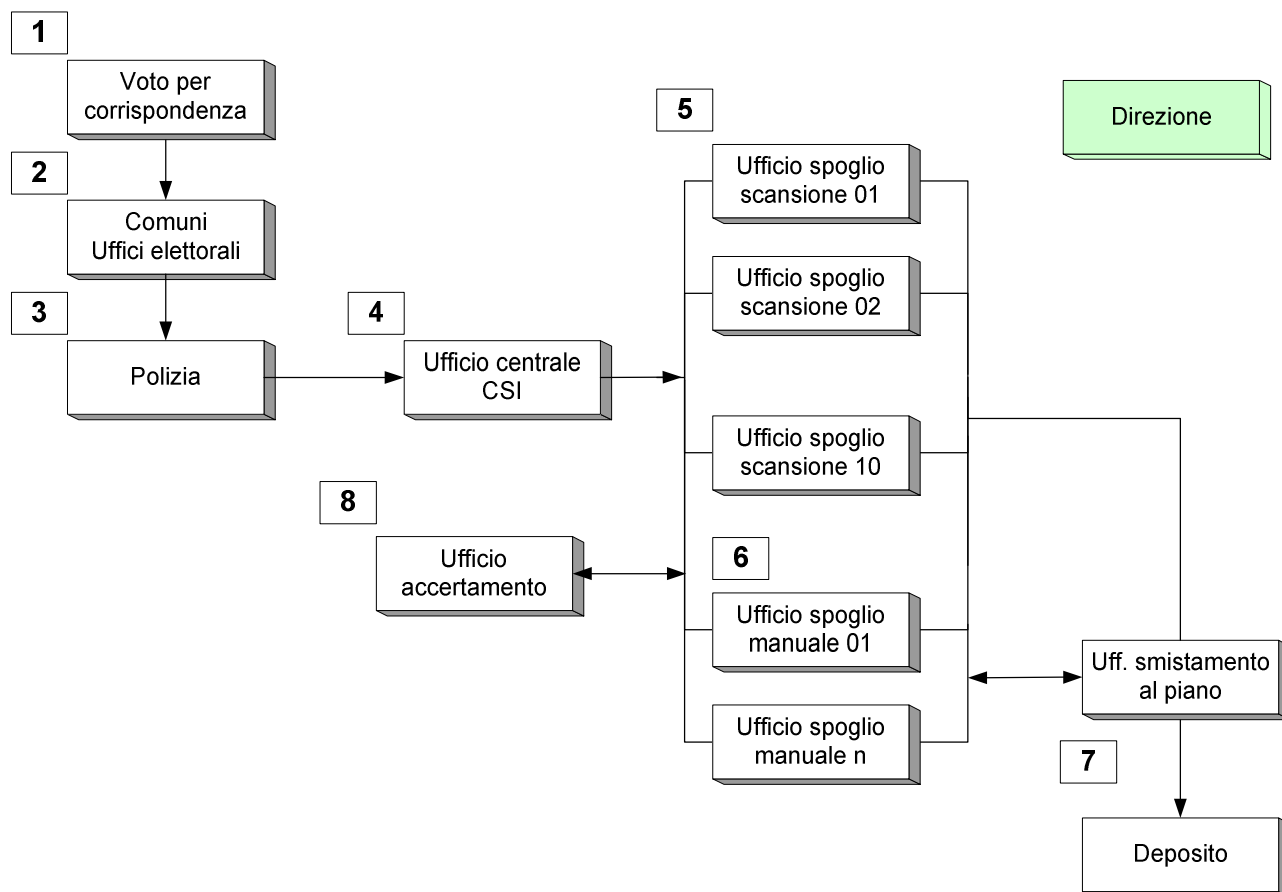 1
Voto per
corrispondenza
2
Comuni
Uffici elettorali
3
Polizia
4
Ufficio centrale
CSI
5
Ufficio spoglio
scansione 01
Ufficio spoglio
scansione 02
Ufficio spoglio
scansione 10
6
Ufficio spoglio
manuale 01
Ufficio spoglio
manuale n
8
Ufficio
accertamento
Direzione
Uff. smistamento
al piano
7
Deposito